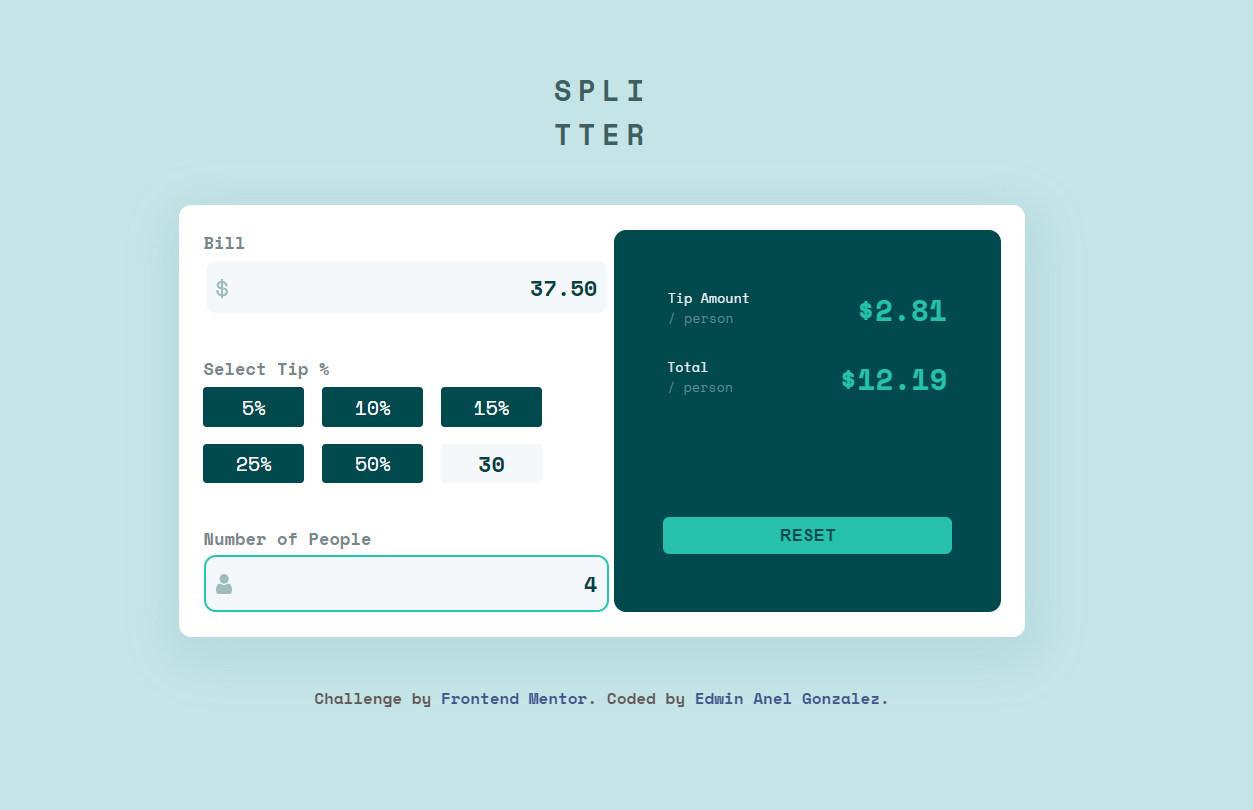 SPLI
TTER
Bill
$ 37.50
Select Tip %
5% 10% 15%
25% 50% 30
Number of People
4
Tip Amount
/ person
$2.81
Total
/ person
$12.19
RESET
Challenge by Frontend Mentor. Coded by Edwin Anel Gonzalez.